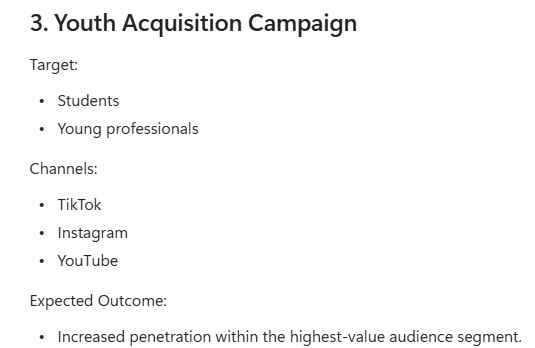 3. Youth Acquisition Campaign
Target:
• Students
• Young professionals
Channels:
• TikTok
• Instagram
• YouTube
Expected Outcome:
• Increased penetration within the highest-value audience segment.